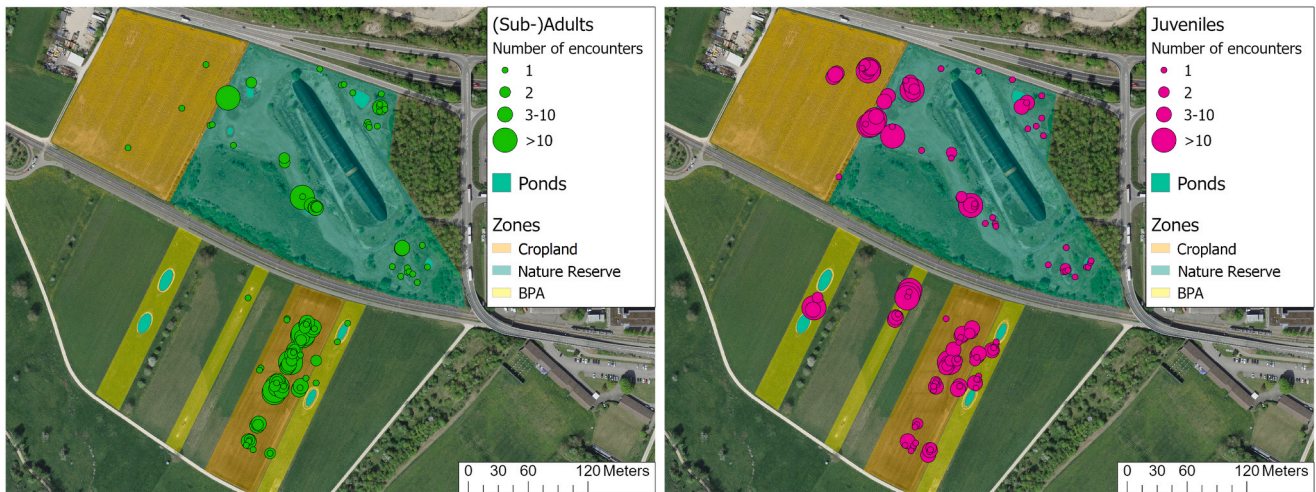 (Sub-)Adults
Number of encounters
1
2
3-10
>10
Ponds
Zones
Cropland
Nature Reserve
BPA
0 30 60 120 Meters
Juveniles
Number of encounters
1
2
3-10
>10
Ponds
Zones
Cropland
Nature Reserve
BPA
0 30 60 120 Meters